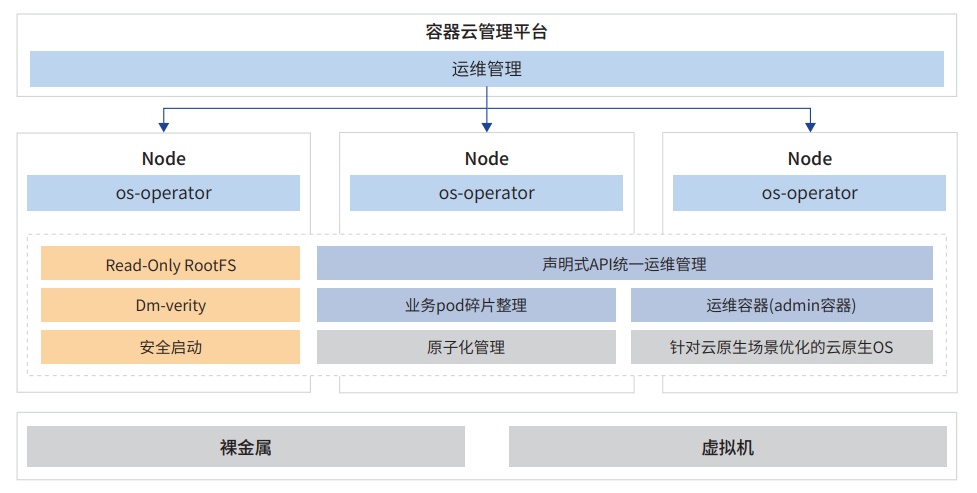 容器云管理平台
运维管理
Node
Node
Node
os-operator
os-operator
os-operator
Read-Only RootFS
声明式API统一运维管理
Dm-verity
业务pod碎片整理
运维容器(admin容器)
安全启动
原子化管理
针对云原生场景优化的云原生OS
裸金属
虚拟机